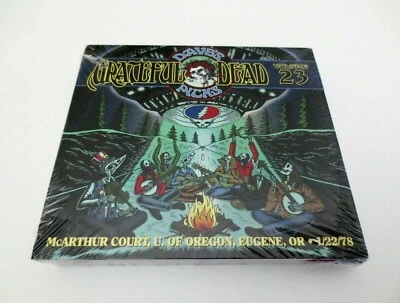 DAVE'S
GRATEFUL DEAD
PICKS
VOLUME
23
McARTHUR COURT, U. OF OREGON, EUGENE, OR • 1/22/78